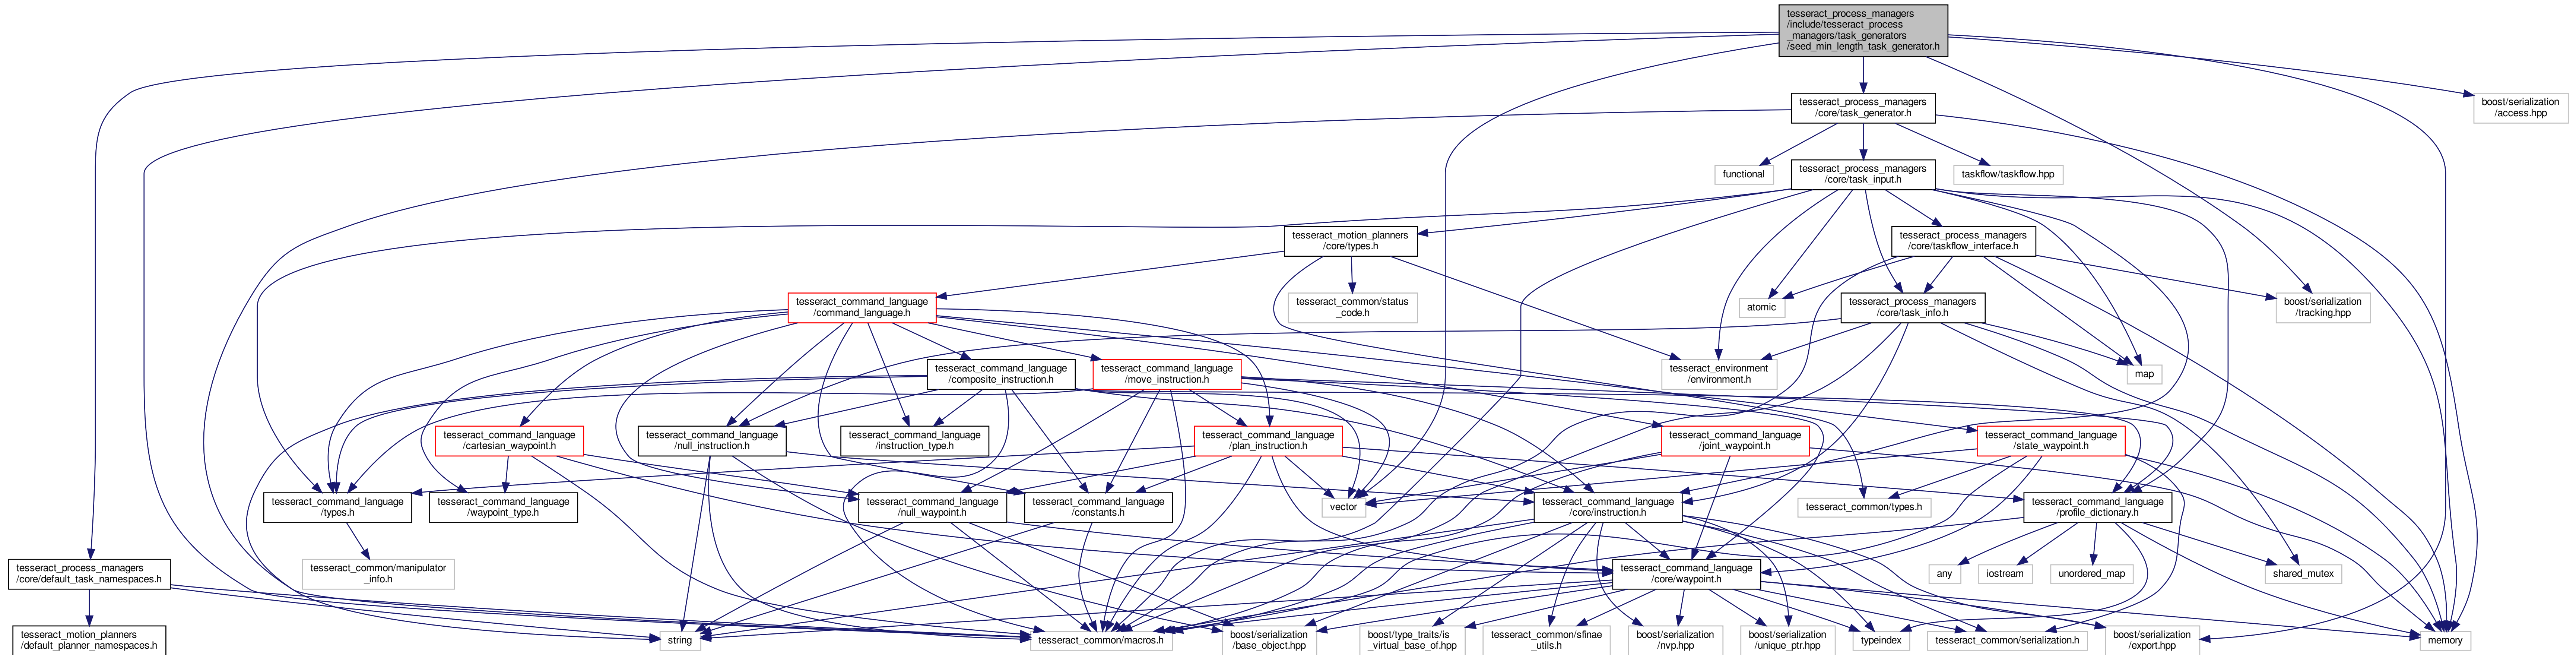 tesseract_process_managers
/include/tesseract_process
_managers/task_generators
/seed_min_length_task_generator.h
tesseract_process_managers
/core/task_generator.h
boost/serialization
/access.hpp
functional
tesseract_process_managers
/core/task_input.h
taskflow/taskflow.hpp
tesseract_motion_planners
/core/types.h
tesseract_process_managers
/core/taskflow_interface.h
tesseract_command_language
/command_language.h
tesseract_common/status
_code.h
atomic
tesseract_process_managers
/core/task_info.h
boost/serialization
/tracking.hpp
tesseract_command_language
/composite_instruction.h
tesseract_command_language
/move_instruction.h
tesseract_environment
/environment.h
map
tesseract_command_language
/cartesian_waypoint.h
tesseract_command_language
/null_instruction.h
tesseract_command_language
/instruction_type.h
tesseract_command_language
/plan_instruction.h
tesseract_command_language
/joint_waypoint.h
tesseract_command_language
/state_waypoint.h
tesseract_command_language
/types.h
tesseract_command_language
/waypoint_type.h
tesseract_command_language
/null_waypoint.h
tesseract_command_language
/constants.h
vector
tesseract_command_language
/core/instruction.h
tesseract_common/types.h
tesseract_command_language
/profile_dictionary.h
tesseract_process_managers
/core/default_task_namespaces.h
tesseract_common/manipulator
_info.h
tesseract_command_language
/core/waypoint.h
any
iostream
unordered_map
shared_mutex
tesseract_motion_planners
/default_planner_namespaces.h
string
tesseract_common/macros.h
boost/serialization
/base_object.hpp
boost/type_traits/is
_virtual_base_of.hpp
tesseract_common/sfinae
_utils.h
boost/serialization
/nvp.hpp
boost/serialization
/unique_ptr.hpp
typeindex
tesseract_common/serialization.h
boost/serialization
/export.hpp
memory